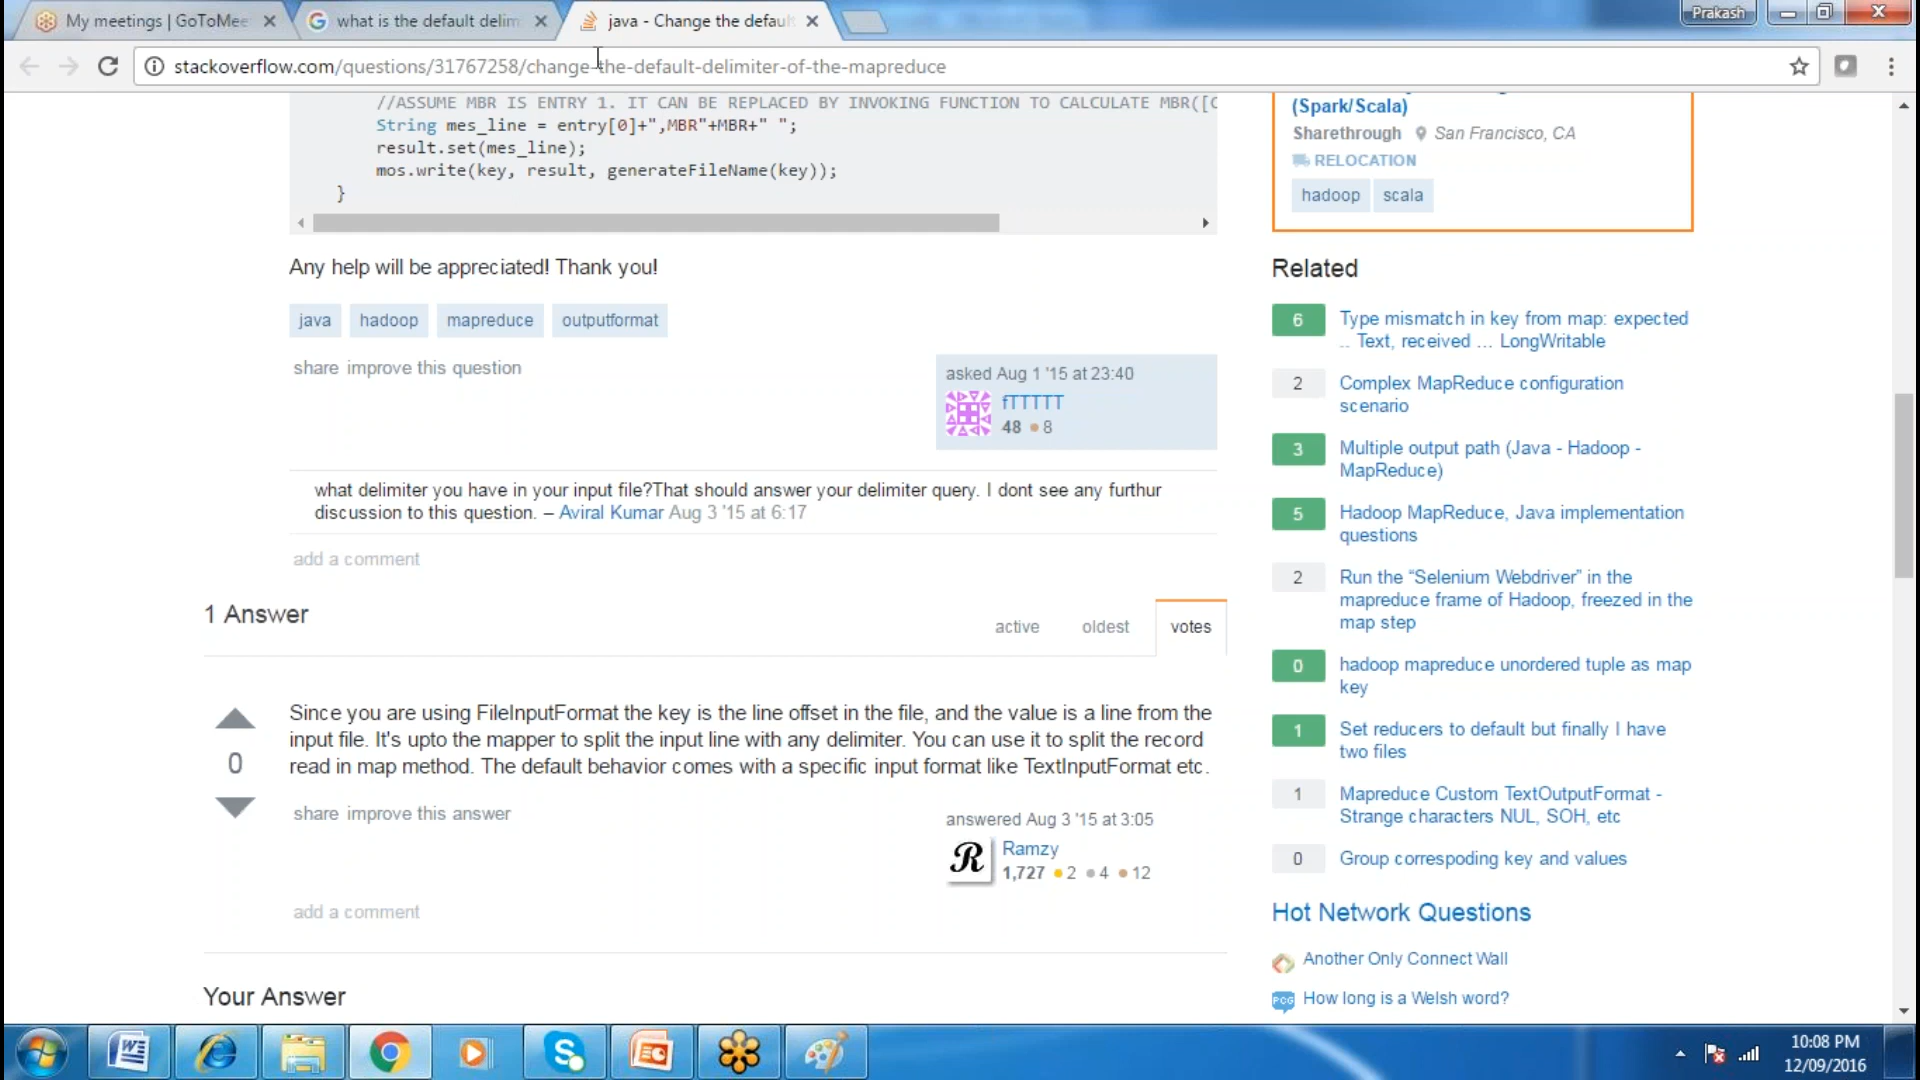 My meetings | GoToMee
what is the default delim
java - Change the defaul
Prakash
stackoverflow.com/questions/31767258/change-the-default-delimiter-of-the-mapreduce
//ASSUME MBR IS ENTRY 1. IT CAN BE REPLACED BY INVOKING FUNCTION TO CALCULATE MBR([C
String mes_line = entry[0]+",MBR"+MBR+" ";
result.set(mes_line);
mos.write(key, result, generateFileName(key));
}
Any help will be appreciated! Thank you!
java hadoop mapreduce outputformat
share improve this question
asked Aug 1 '15 at 23:40
fTTTTT
48 8
what delimiter you have in your input file?That should answer your delimiter query. I dont see any furthur
discussion to this question. – Aviral Kumar Aug 3 '15 at 6:17
add a comment
1 Answer
active oldest votes
0
Since you are using FileInputFormat the key is the line offset in the file, and the value is a line from the
input file. It's upto the mapper to split the input line with any delimiter. You can use it to split the record
read in map method. The default behavior comes with a specific input format like TextInputFormat etc.
share improve this answer
answered Aug 3 '15 at 3:05
Ramzy
1,727 2 4 12
add a comment
Your Answer
(Spark/Scala)
Sharethrough San Francisco, CA
RELOCATION
hadoop scala
Related
6 Type mismatch in key from map: expected
.. Text, received ... LongWritable
2 Complex MapReduce configuration
scenario
3 Multiple output path (Java - Hadoop -
MapReduce)
5 Hadoop MapReduce, Java implementation
questions
2 Run the “Selenium Webdriver” in the
mapreduce frame of Hadoop, freezed in the
map step
0 hadoop mapreduce unordered tuple as map
key
1 Set reducers to default but finally I have
two files
1 Mapreduce Custom TextOutputFormat -
Strange characters NUL, SOH, etc
0 Group correspoding key and values
Hot Network Questions
Another Only Connect Wall
PCG How long is a Welsh word?
10:08 PM
12/09/2016